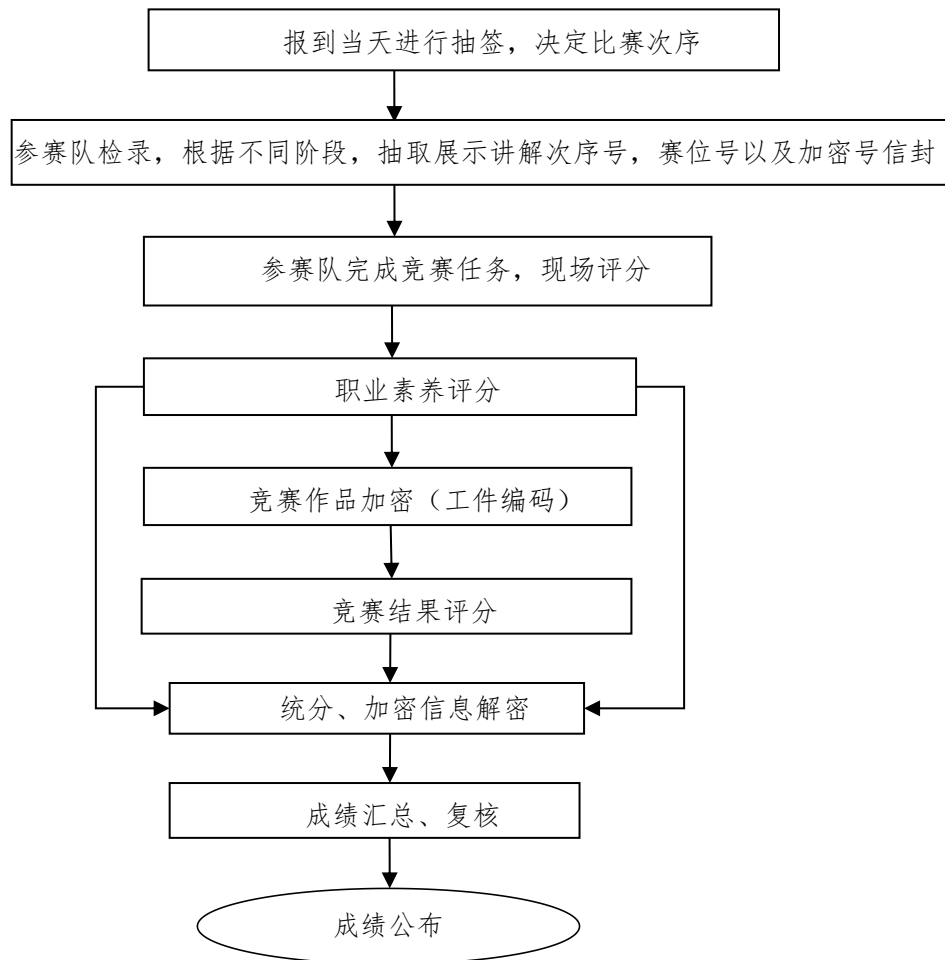 报到当天进行抽签，决定比赛次序
参赛队检录，根据不同阶段，抽取展示讲解次序号，赛位号以及加密号信封
参赛队完成竞赛任务，现场评分
职业素养评分
竞赛作品加密（工件编码）
竞赛结果评分
统分、加密信息解密
成绩汇总、复核
成绩公布